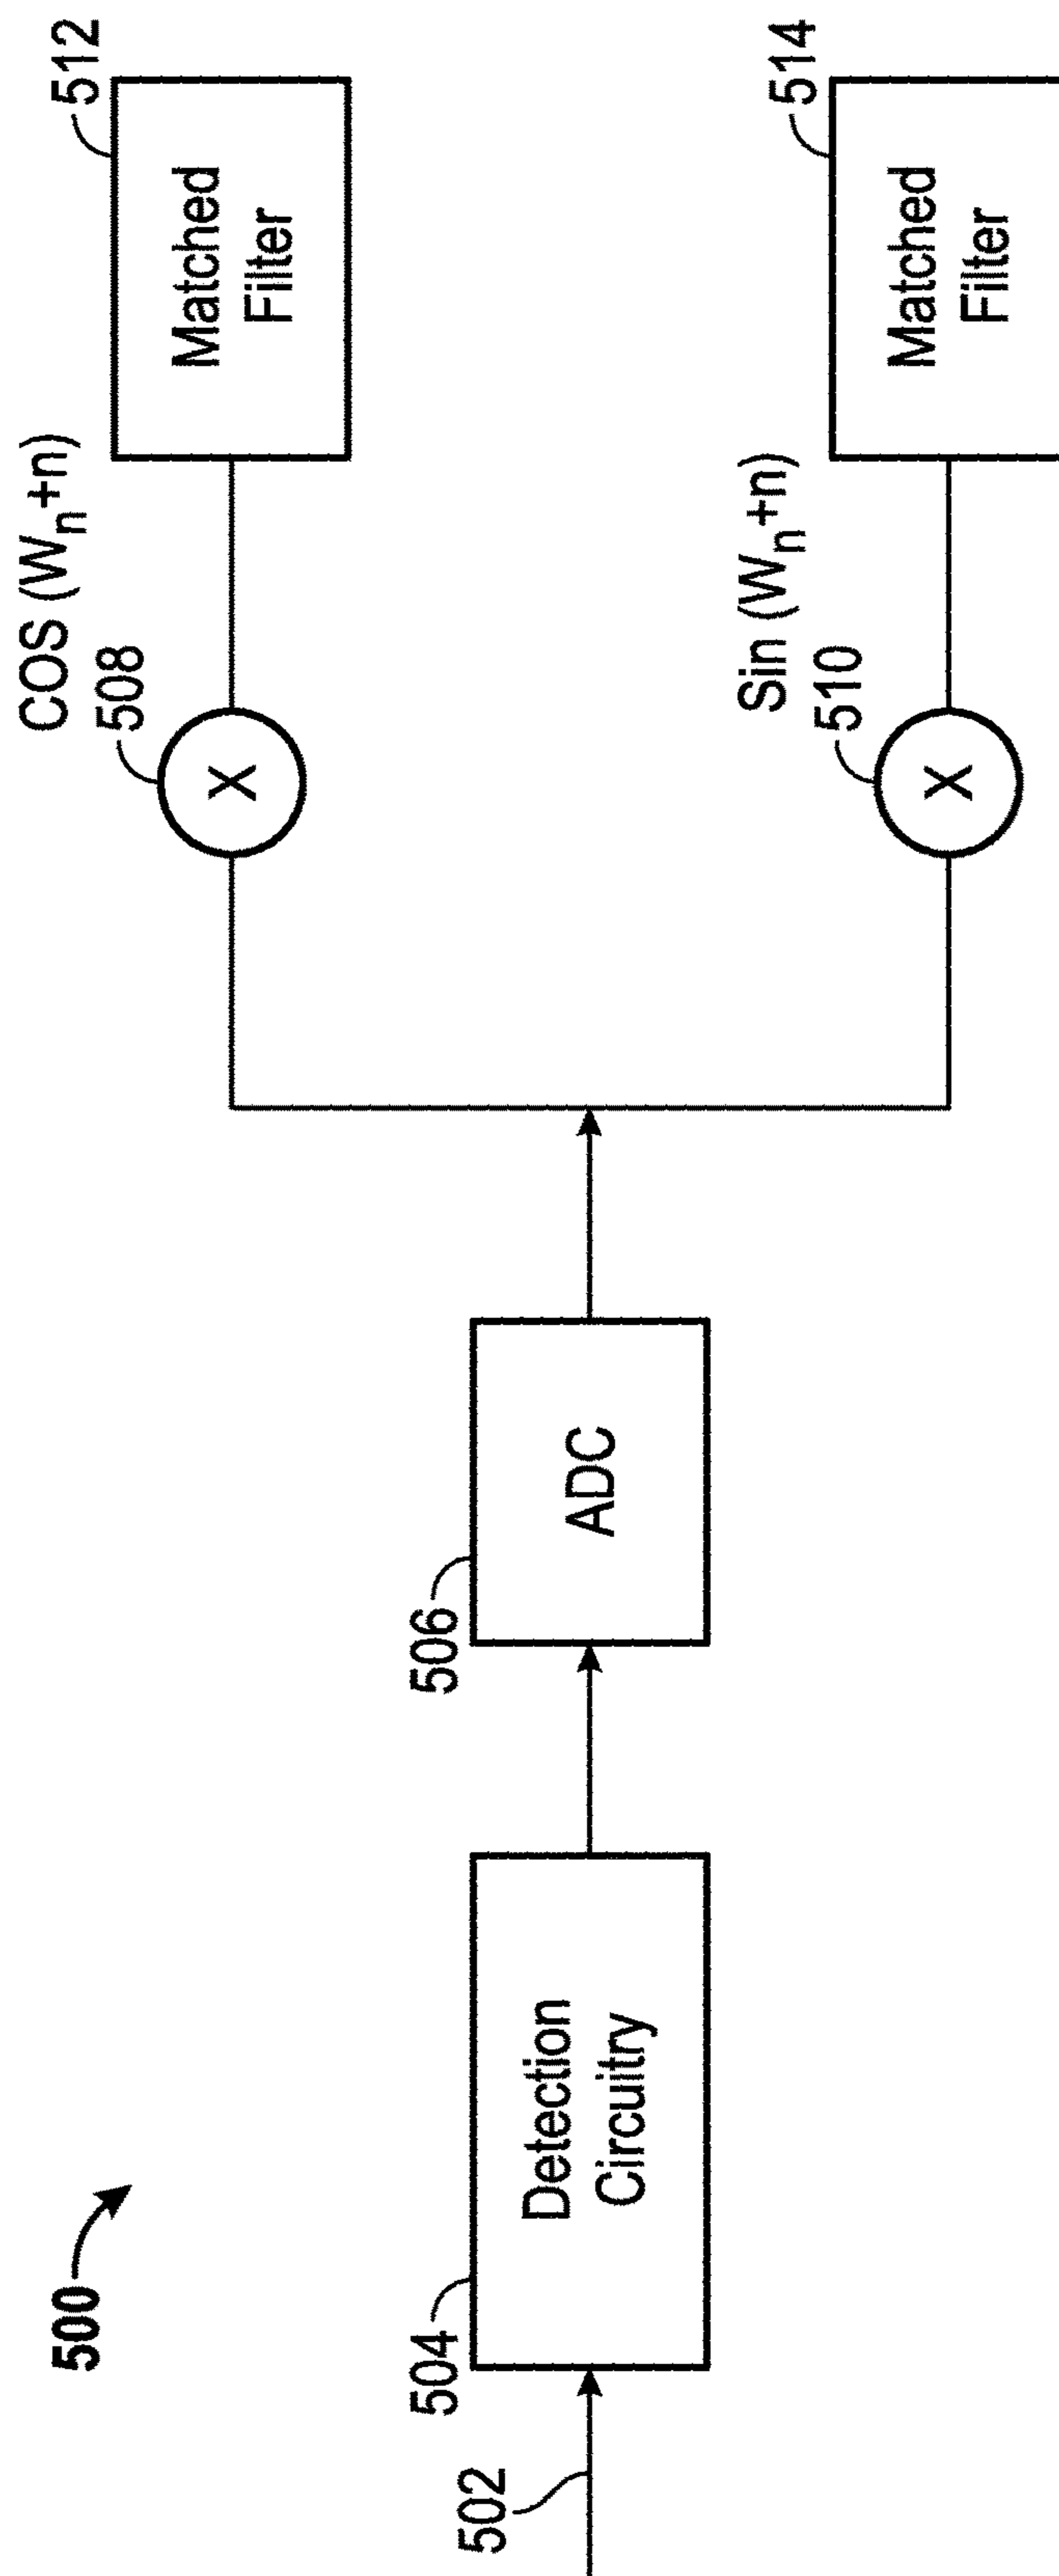 500
502
504
Detection
Circuitry
506
ADC
COS (Wn+n)
508
X
512
Matched
Filter
Sin (Wn+n)
510
X
514
Matched
Filter